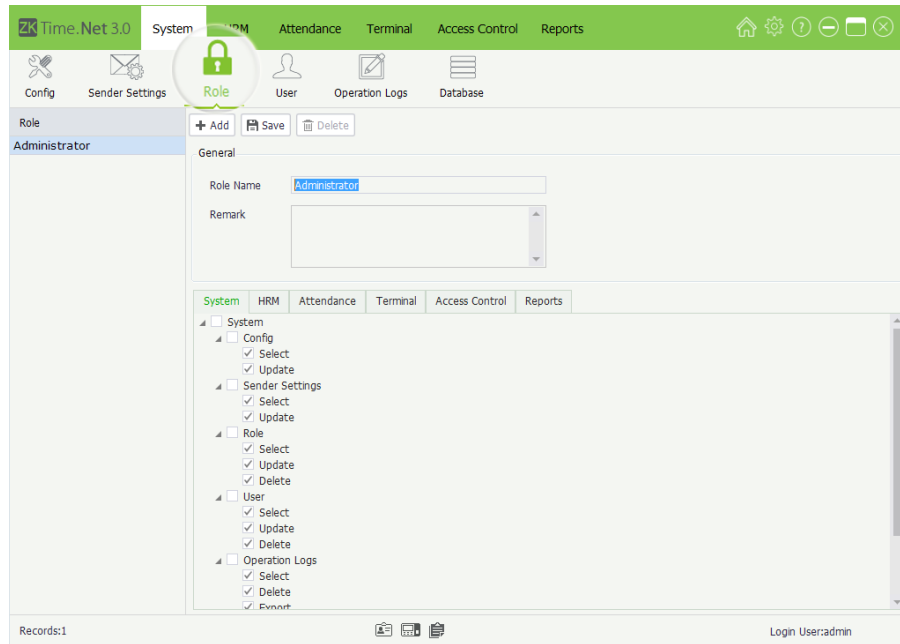 ZK Time.Net 3.0 System HRM Attendance Terminal Access Control Reports
Config Sender Settings Role User Operation Logs Database
Role
Add Save Delete
Administrator
General
Role Name Administrator
Remark
System HRM Attendance Terminal Access Control Reports
System
Config
Select
Update
Sender Settings
Select
Update
Role
Select
Update
Delete
User
Select
Update
Delete
Operation Logs
Select
Delete
Export
Records:1 Login User:admin